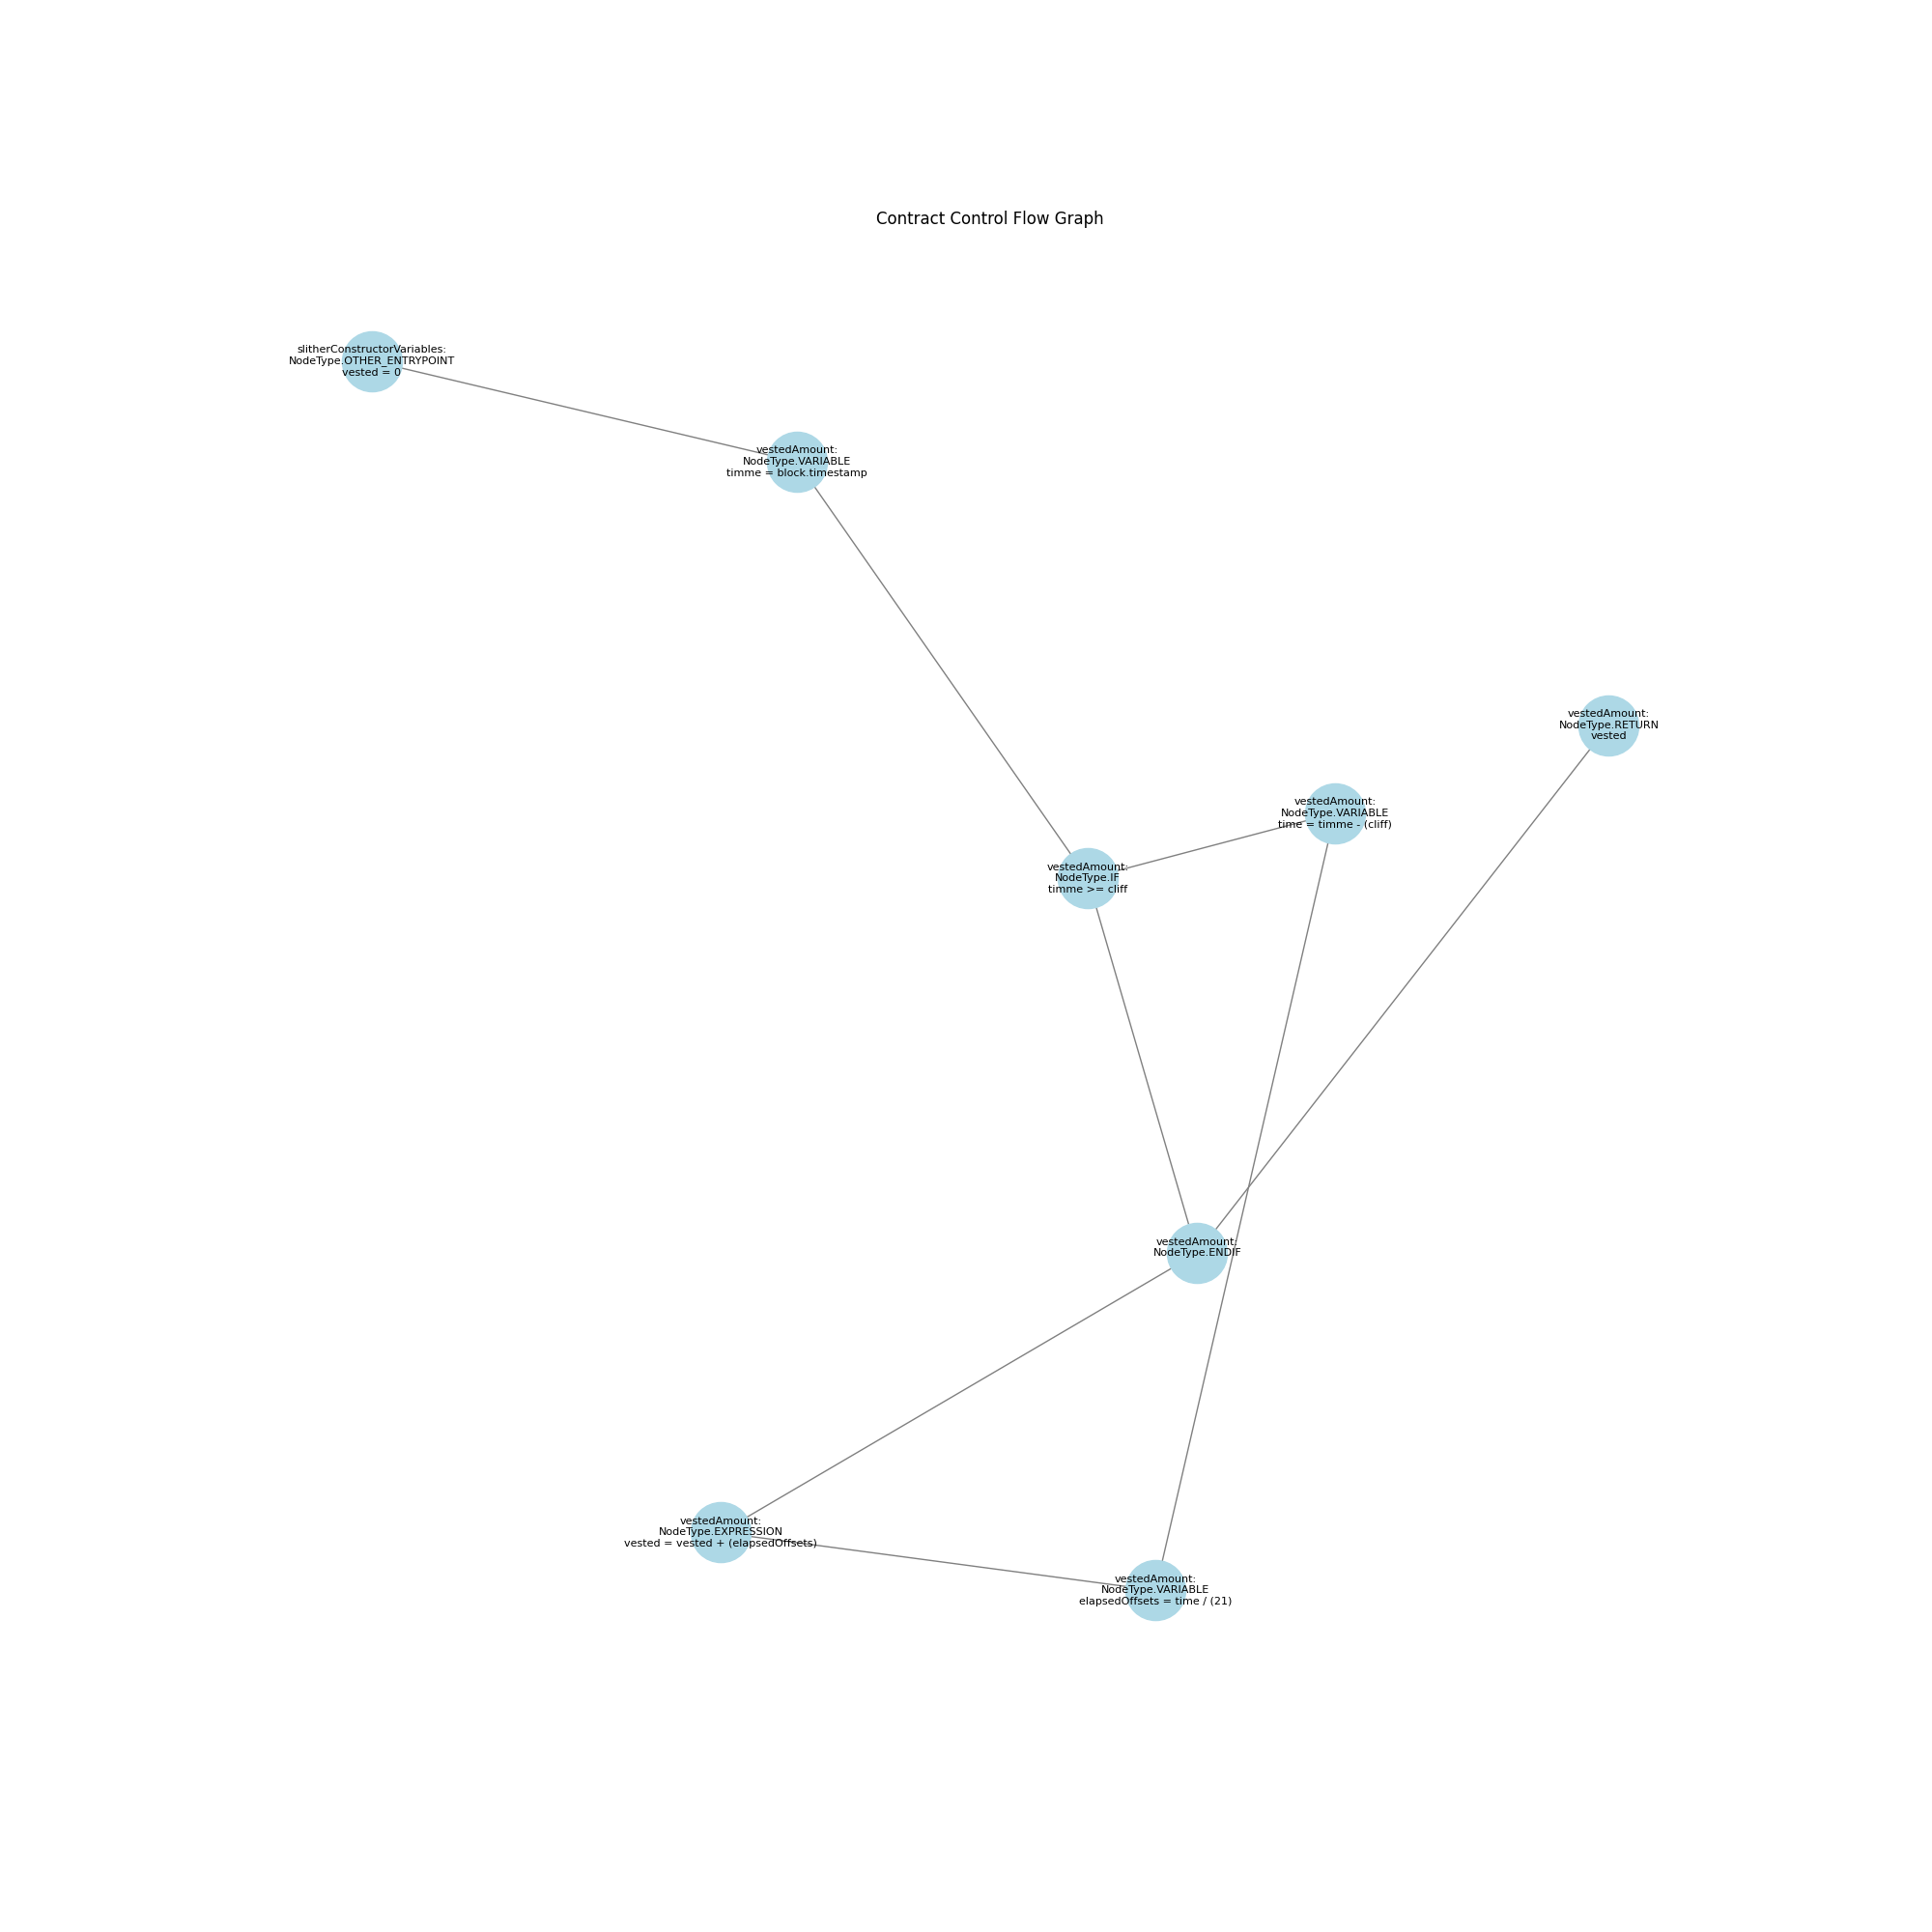 Contract Control Flow Graph
slitherConstructorVariables:
NodeType.OTHER_ENTRYPOINT
vested = 0
vestedAmount:
NodeType.VARIABLE
timme = block.timestamp
vestedAmount:
NodeType.RETURN
vested
vestedAmount:
NodeType.VARIABLE
time = timme - (cliff)
vestedAmount:
NodeType.IF
timme >= cliff
vestedAmount:
NodeType.ENDIF
vestedAmount:
NodeType.EXPRESSION
vested = vested + (elapsedOffsets)
vestedAmount:
NodeType.VARIABLE
elapsedOffsets = time / (21)